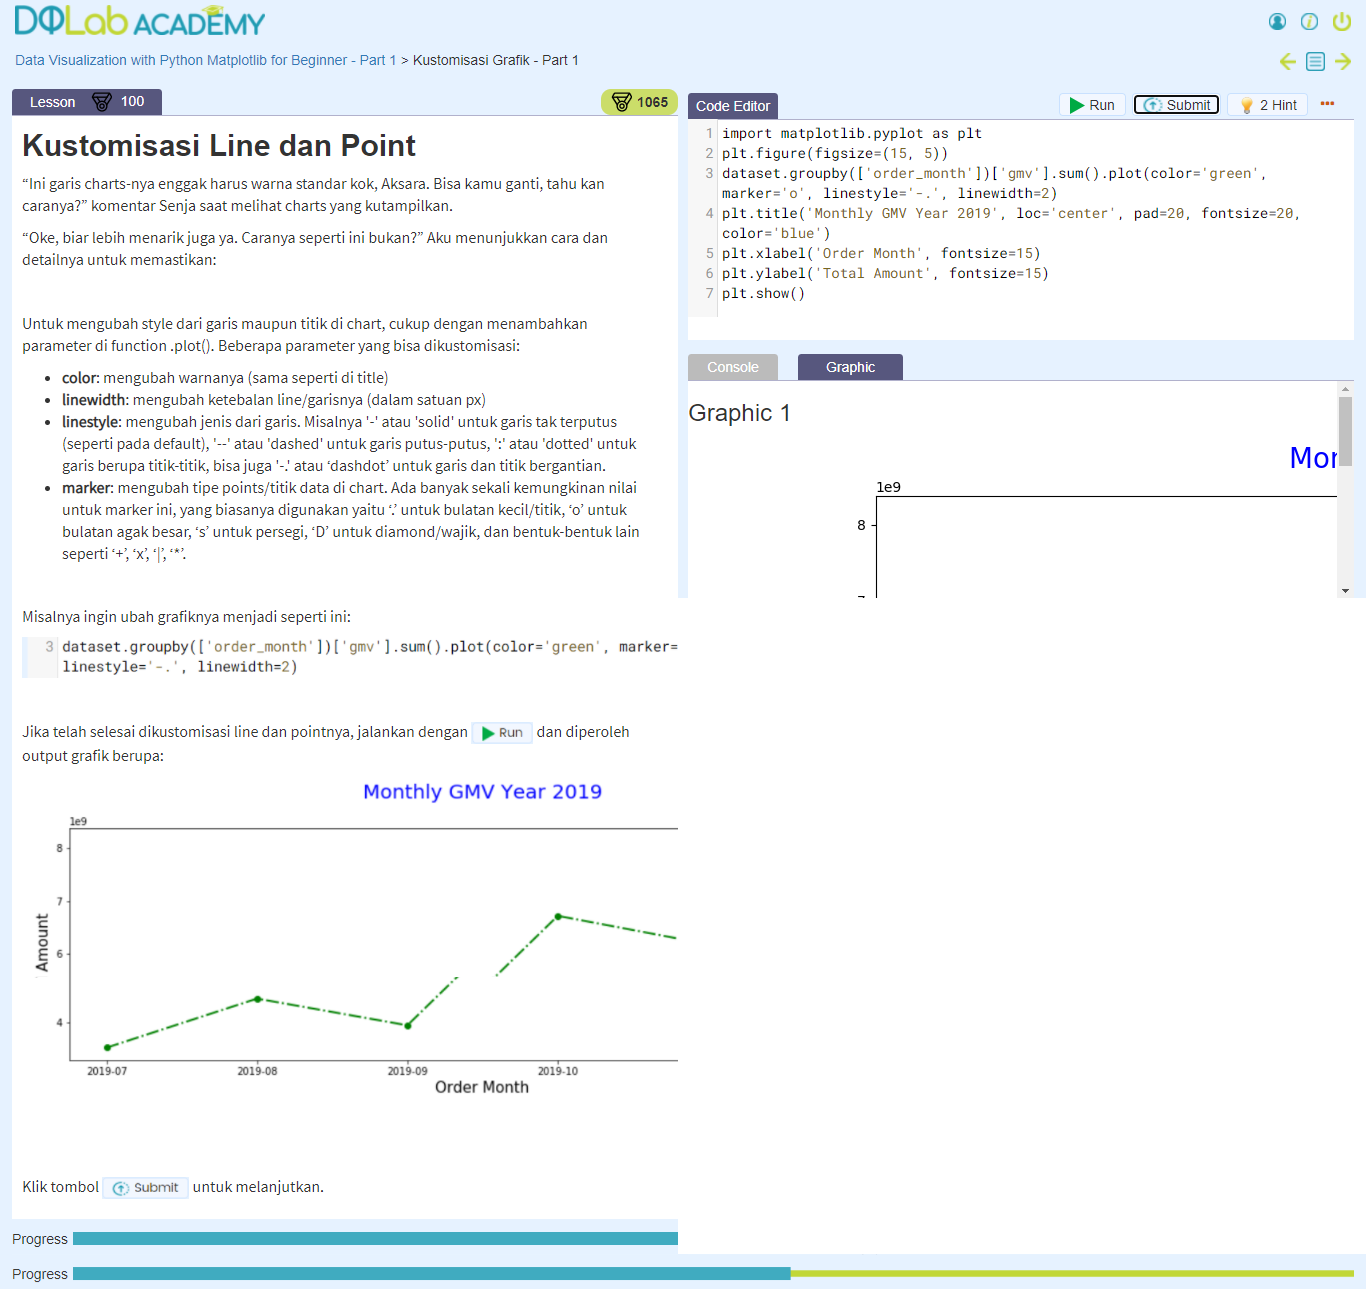 DQLab ACADEMY
Data Visualization with Python Matplotlib for Beginner - Part 1 > Kustomisasi Grafik - Part 1
Lesson 100
1065
Kustomisasi Line dan Point
“Ini garis charts-nya enggak harus warna standar kok, Aksara. Bisa kamu ganti, tahu kan
caranya?” komentar Senja saat melihat charts yang kutampilkan.
“Oke, biar lebih menarik juga ya. Caranya seperti ini bukan?” Aku menunjukkan cara dan
detailnya untuk memastikan:
Untuk mengubah style dari garis maupun titik di chart, cukup dengan menambahkan
parameter di function .plot(). Beberapa parameter yang bisa dikustomisasi:
• color: mengubah warnanya (sama seperti di title)
• linewidth: mengubah ketebalan line/garisnya (dalam satuan px)
• linestyle: mengubah jenis dari garis. Misalnya '-' atau 'solid' untuk garis tak terputus
(seperti pada default), '--' atau 'dashed' untuk garis putus-putus, ':' atau 'dotted' untuk
garis berupa titik-titik, bisa juga '-.' atau ‘dashdot’ untuk garis dan titik bergantian.
• marker: mengubah tipe points/titik data di chart. Ada banyak sekali kemungkinan nilai
untuk marker ini, yang biasanya digunakan yaitu ‘.’ untuk bulatan kecil/titik, ‘o’ untuk
bulatan agak besar, ‘s’ untuk persegi, ‘D’ untuk diamond/wajik, dan bentuk-bentuk lain
seperti ‘+’, ‘x’, ‘|’, ‘*’.
Misalnya ingin ubah grafiknya menjadi seperti ini:
3 dataset.groupby(['order_month'])['gmv'].sum().plot(color='green', marker=
linestyle='-.', linewidth=2)
Jika telah selesai dikustomisasi line dan pointnya, jalankan dengan Run dan diperoleh
output grafik berupa:
Monthly GMV Year 2019
1e9
8
7
6
4
Amount
2019-07 2019-08 2019-09 2019-10
Order Month
Klik tombol Submit untuk melanjutkan.
Progress
Progress
Code Editor
Run Submit 2 Hint
1 import matplotlib.pyplot as plt
2 plt.figure(figsize=(15, 5))
3 dataset.groupby(['order_month'])['gmv'].sum().plot(color='green',
marker='o', linestyle='-.', linewidth=2)
4 plt.title('Monthly GMV Year 2019', loc='center', pad=20, fontsize=20,
color='blue')
5 plt.xlabel('Order Month', fontsize=15)
6 plt.ylabel('Total Amount', fontsize=15)
7 plt.show()
Console Graphic
Graphic 1
Mor
1e9
8